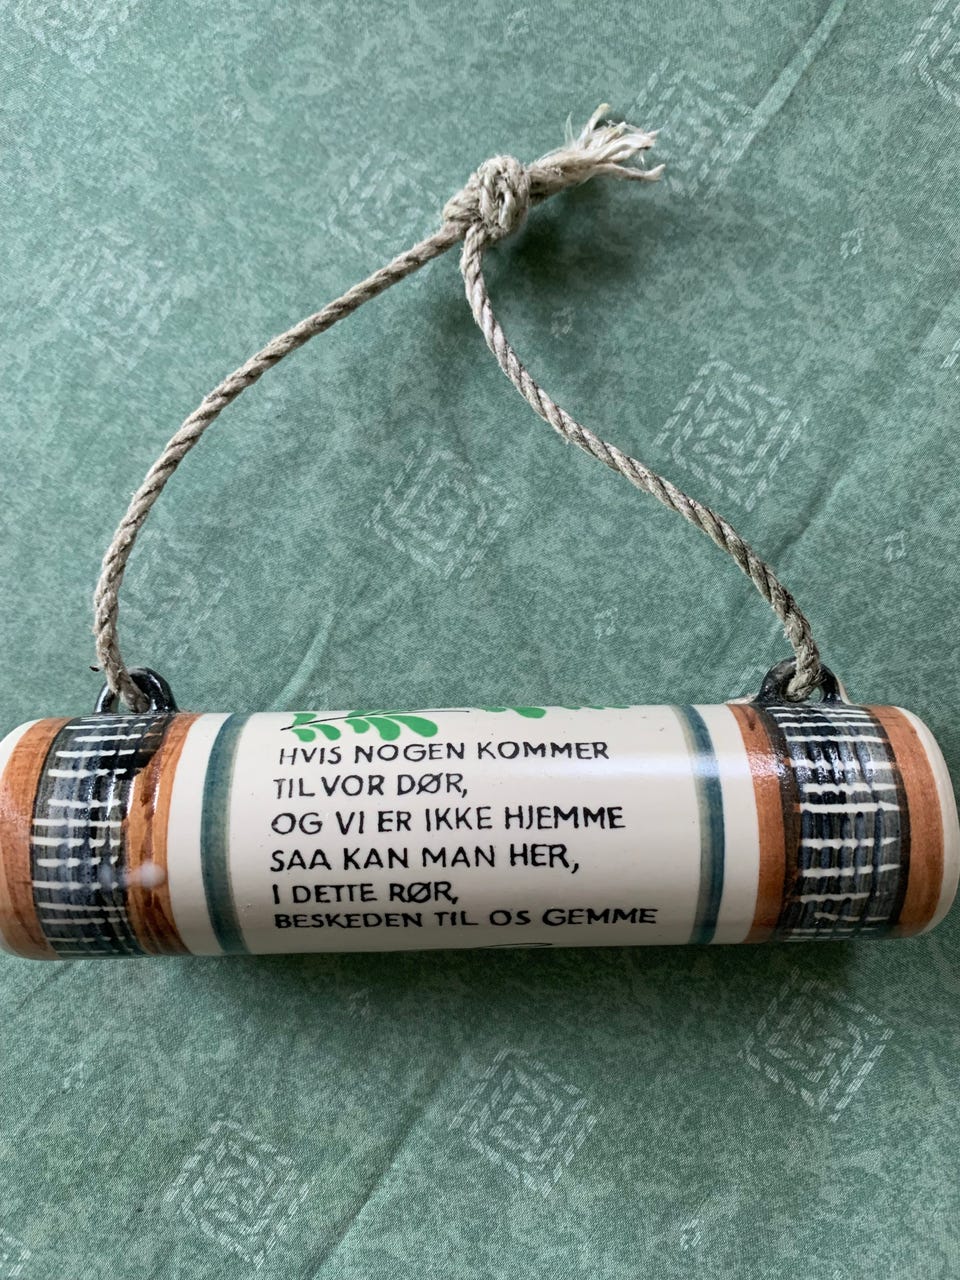 HVIS NOGEN KOMMER
TIL VOR DØR,
OG VI ER IKKE HJEMME
SAA KAN MAN HER,
I DETTE RØR,
BESKEDEN TIL OS GEMME